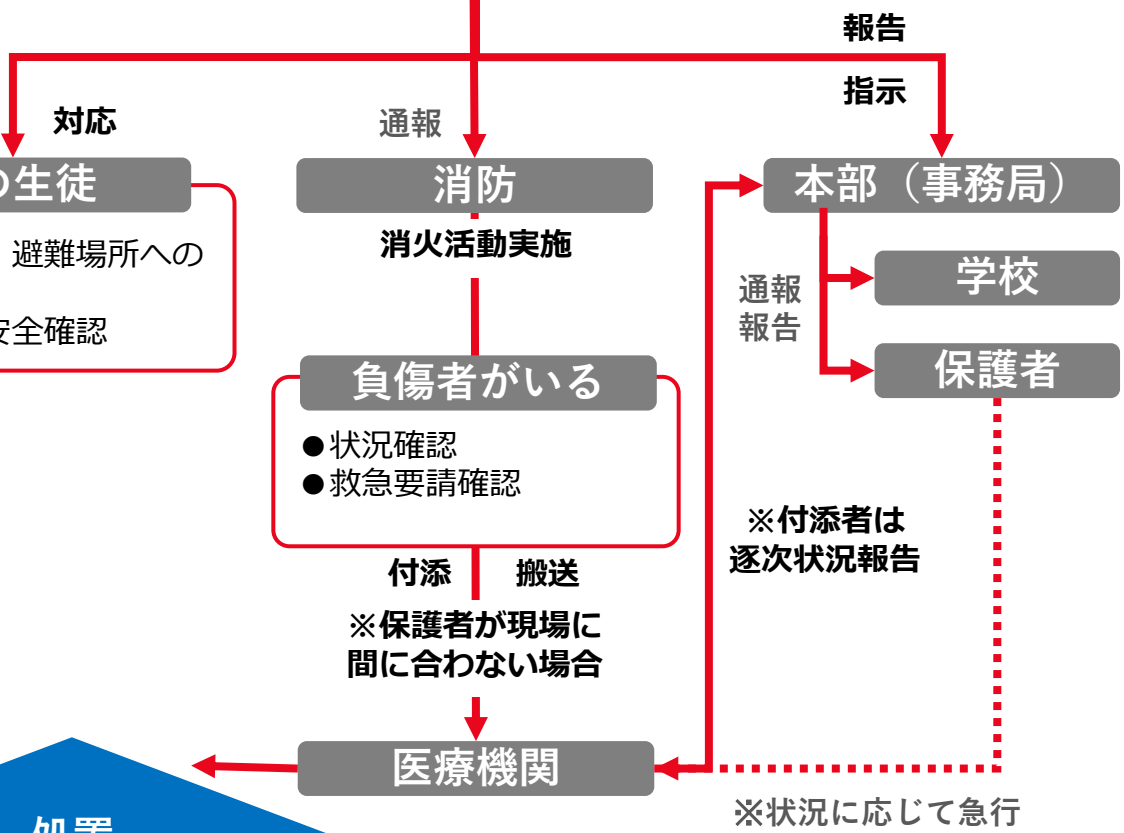 報告
指示
対応
通報
の生徒
避難場所への
安全確認
消防
消火活動実施
本部（事務局）
通報
報告
学校
保護者
負傷者がいる
●状況確認
●救急要請確認
付添 搬送
※保護者が現場に
間に合わない場合
※付添者は
逐次状況報告
医療機関
※状況に応じて急行
処置